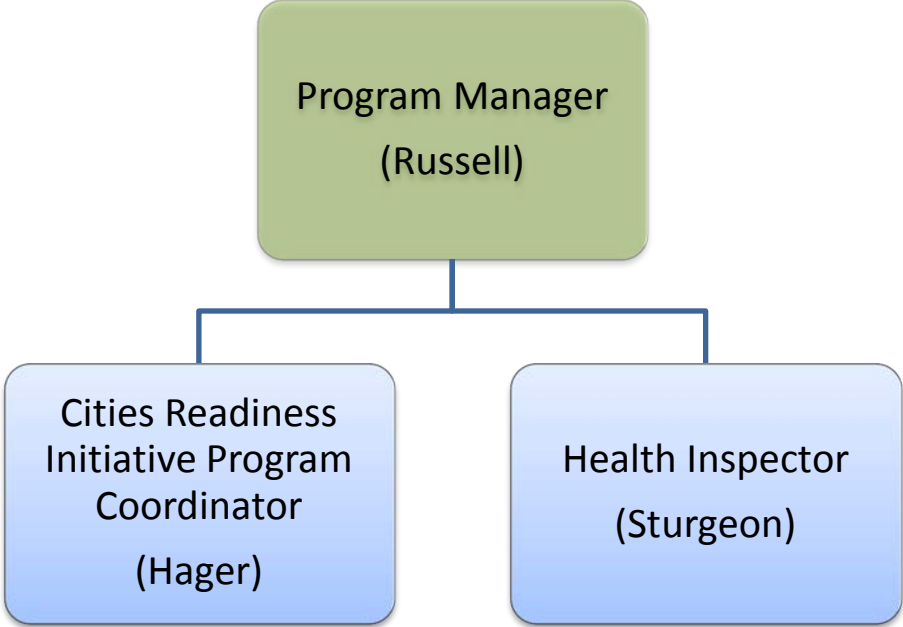 Program Manager
(Russell)
Cities Readiness
Initiative Program
Coordinator
(Hager)
Health Inspector
(Sturgeon)